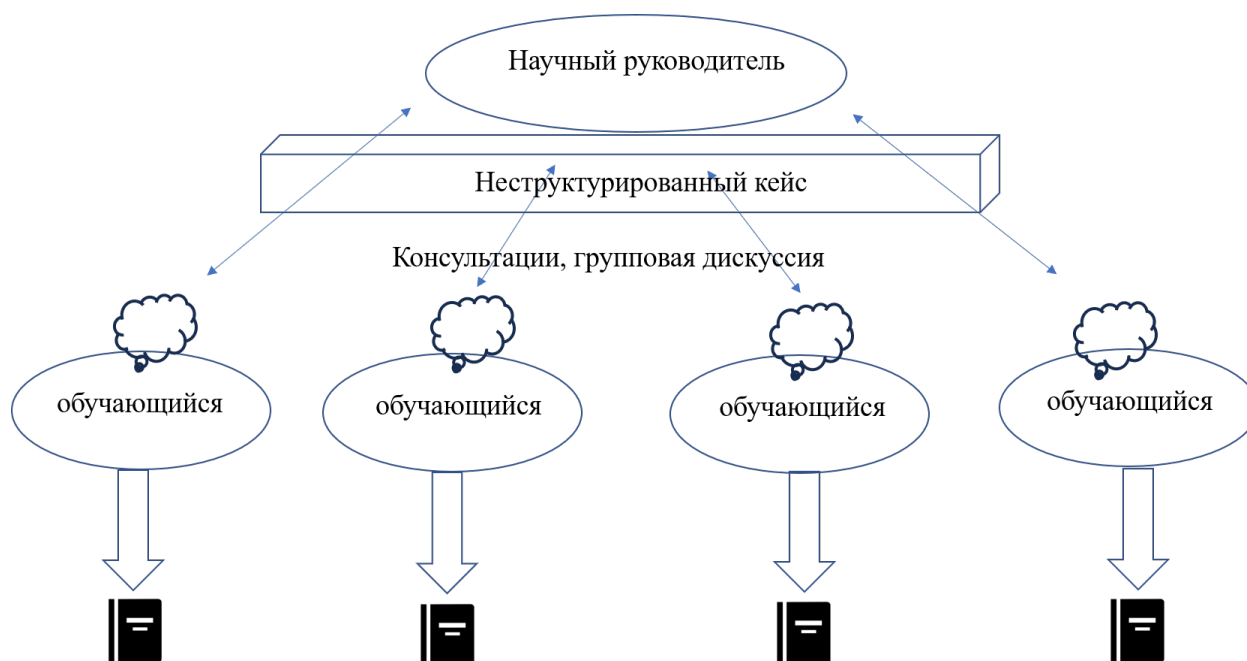 Научный руководитель
Неструктурированный кейс
Консультации, групповая дискуссия
обучающийся
обучающийся
обучающийся
обучающийся